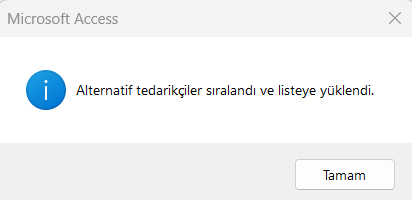 Microsoft Access
Alternatif tedarikçiler sıralandı ve listeye yüklendi.
Tamam